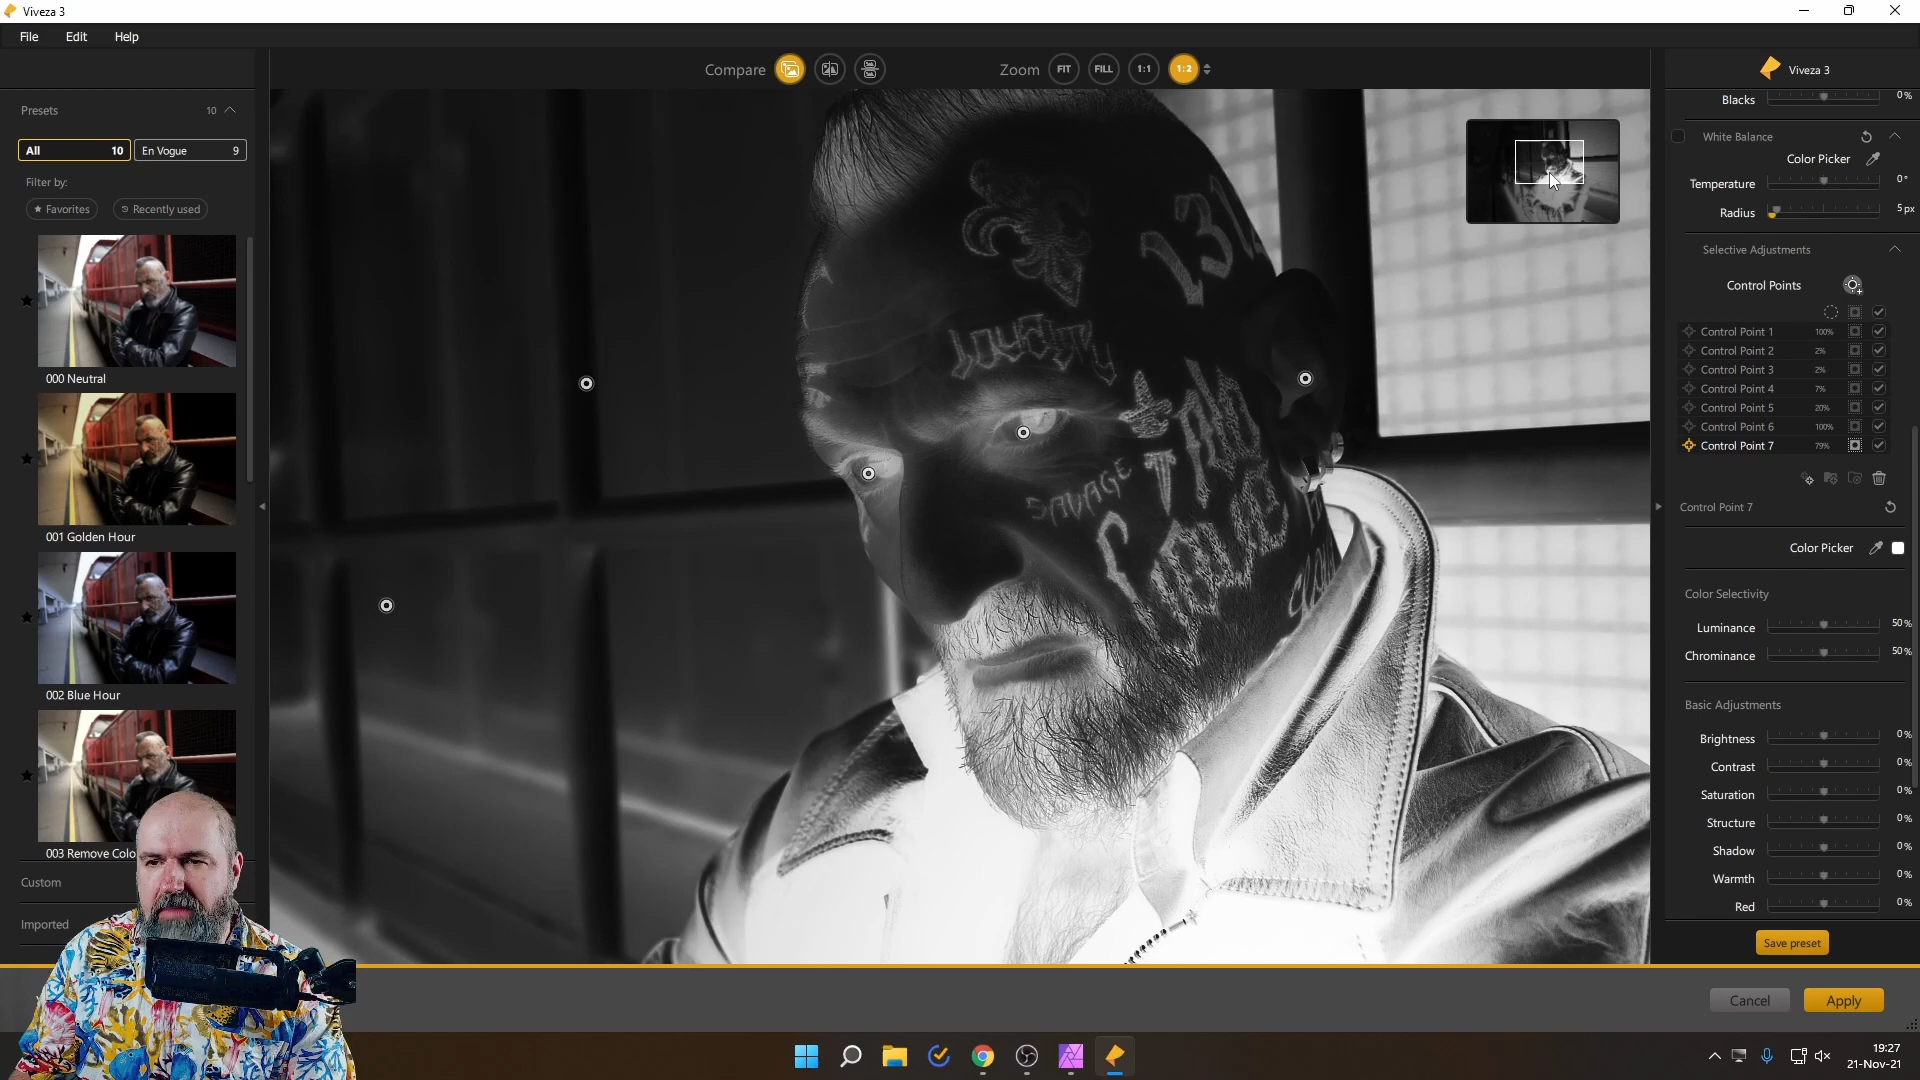 Viveza 3
File Edit Help
Compare Zoom FIT FILL 1:1 1:2
Viveza 3
Presets 10
All 10 En Vogue 9
Filter by:
Favorites Recently used
000 Neutral
001 Golden Hour
002 Blue Hour
003 Remove Colo
Custom
Imported
13
SAVAGE
Blacks 0%
White Balance
Color Picker
Temperature 0°
Radius 5 px
Selective Adjustments
Control Points
Control Point 1 100%
Control Point 2 2%
Control Point 3 2%
Control Point 4 7%
Control Point 5 20%
Control Point 6 100%
Control Point 7 79%
Control Point 7
Color Picker
Color Selectivity
Luminance 50%
Chrominance 50%
Basic Adjustments
Brightness 0%
Contrast 0%
Saturation 0%
Structure 0%
Shadow 0%
Warmth 0%
Red 0%
Save preset
Cancel Apply
19:27
21-Nov-21